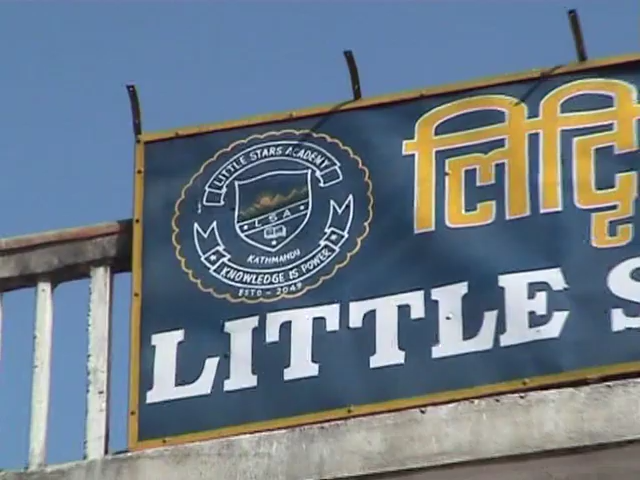 LITTLE STARS ACADEMY
L S A
KATHMANDU
KNOWLEDGE IS POWER
ESTD - 2049
लिटि
LITTLE S